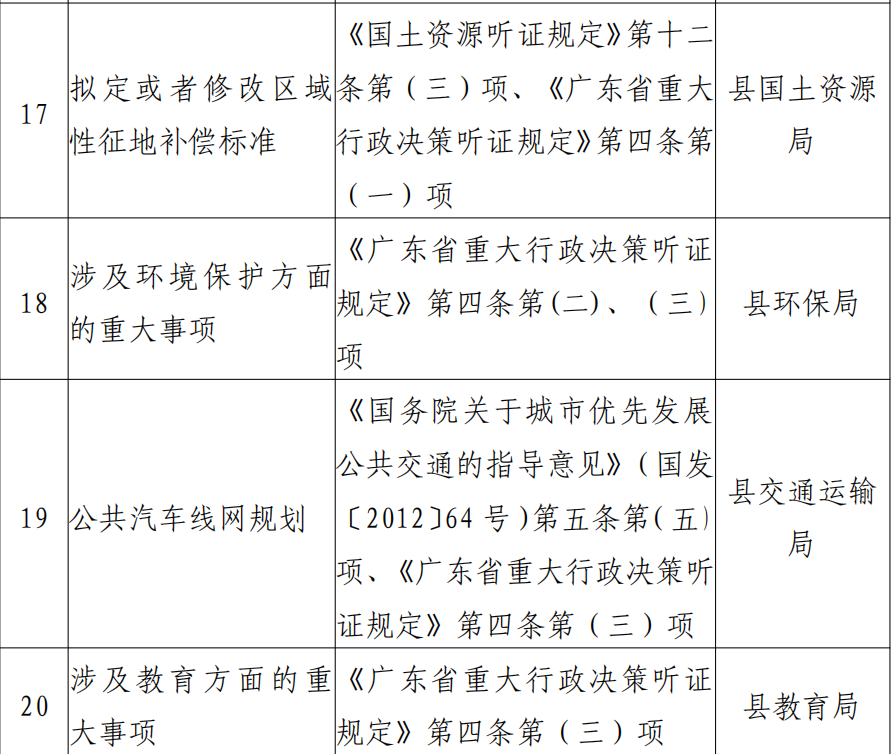 17
拟定或者修改区域
性征地补偿标准
《国土资源听证规定》第十二
条第（三）项、《广东省重大
行政决策听证规定》第四条第
（一）项
县国土资源
局
18
涉及环境保护方面
的重大事项
《广东省重大行政决策听证
规定》第四条第(二)、（三）
项
县环保局
19
公共汽车线网规划
《国务院关于城市优先发展
公共交通的指导意见》（国发
〔2012〕64号)第五条第(五)
项、《广东省重大行政决策听
证规定》第四条第（三）项
县交通运输
局
20
涉及教育方面的重
大事项
《广东省重大行政决策听证
规定》第四条第（三）项
县教育局